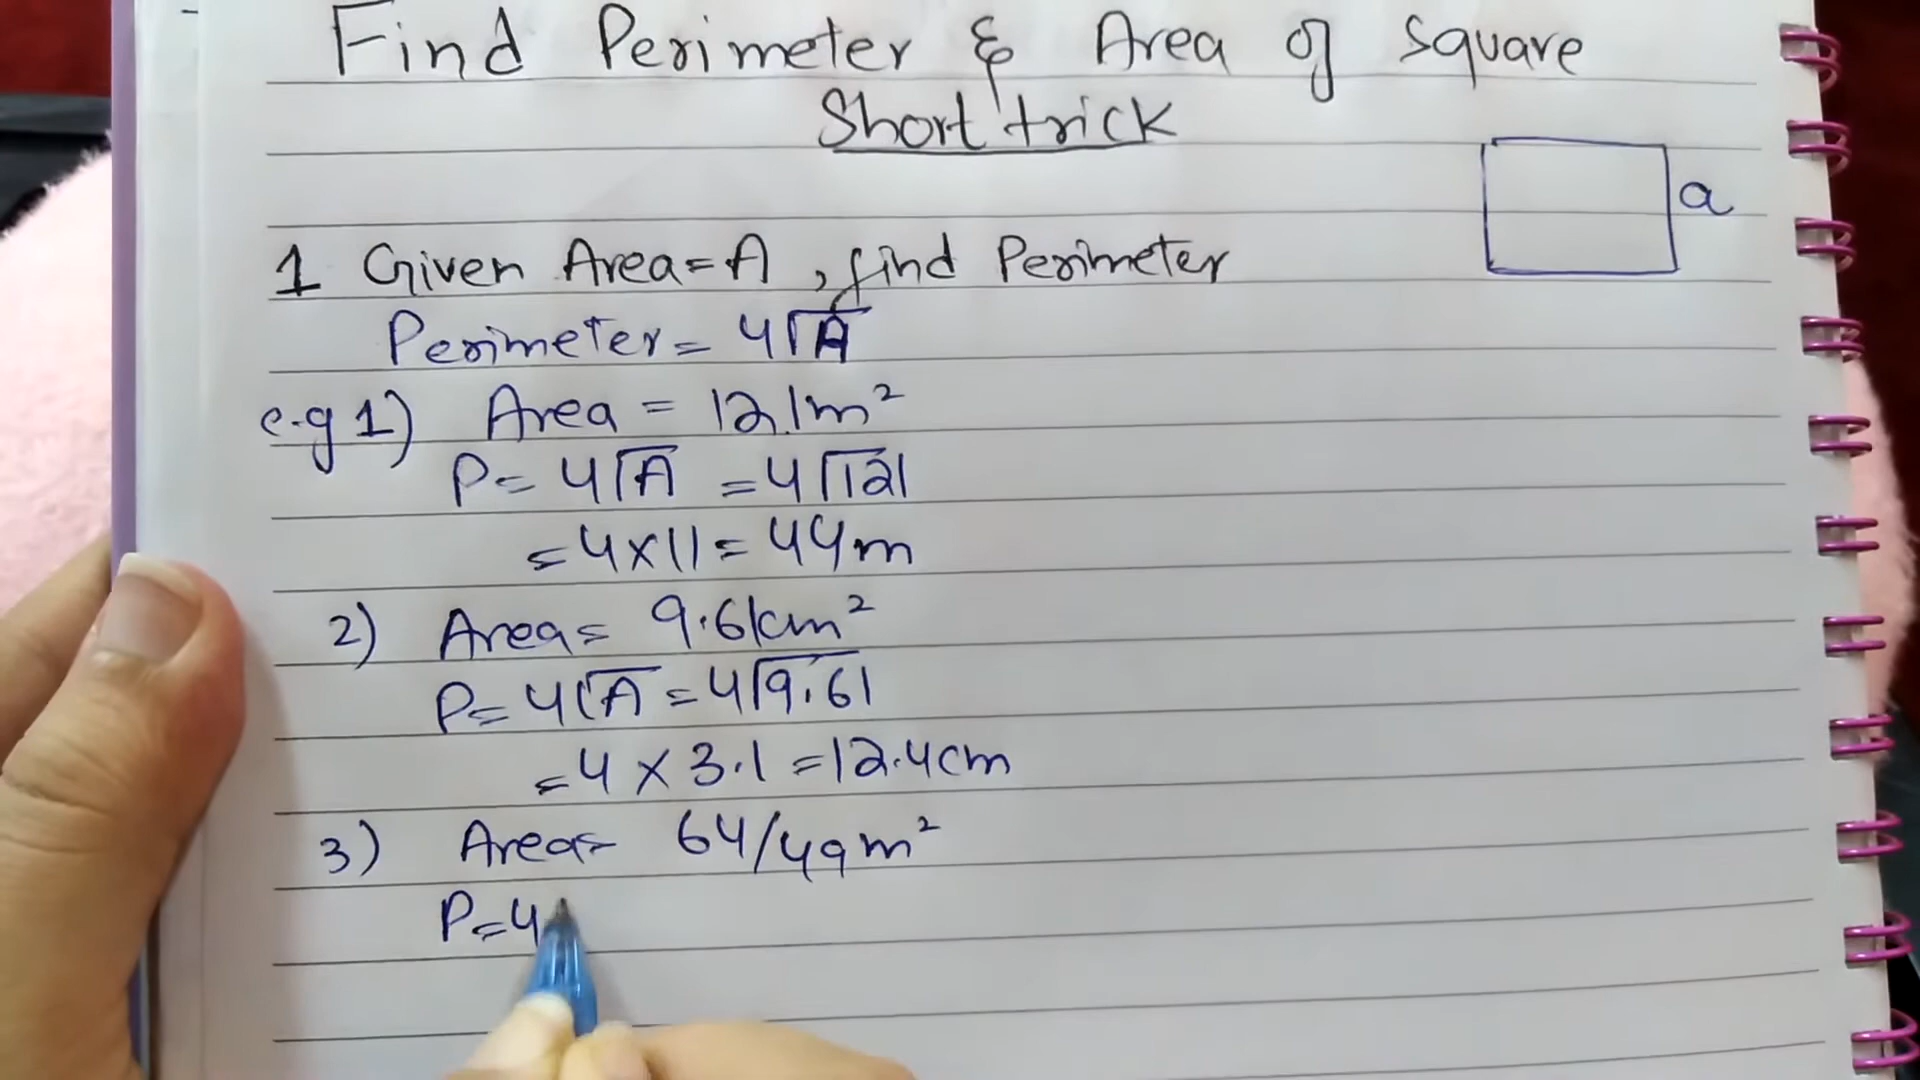 Find Perimeter & Area of Square
Short trick
a
1 Given Area=A, find Perimeter
Perimeter= 4√A
e.g 1) Area = 121m²
P= 4√A = 4√121
= 4×11= 44m
2) Area= 9.61cm²
P= 4√A = 4√9.61
= 4 × 3.1 = 12.4cm
3) Area= 64/49m²
P=4